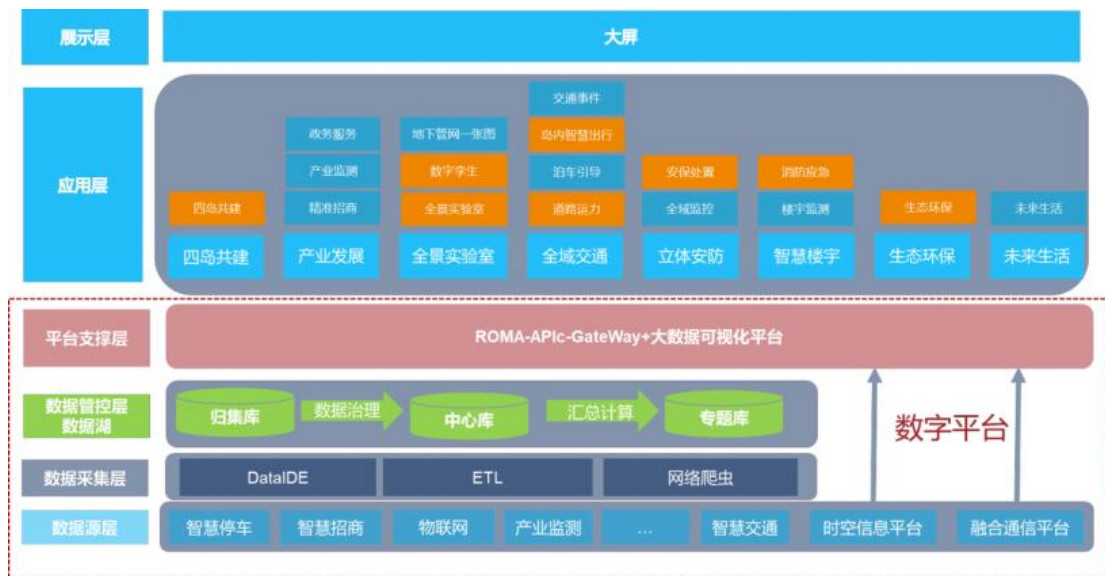 展示层
大屏
应用层
交通事件
政务服务
地下管网一张图
岛内智慧出行
产业监测
数字孪生
泊车引导
安保处置
消防应急
四岛共建
精准招商
全景实验室
道路运力
全域监控
楼宇监测
生态环保
未来生活
四岛共建
产业发展
全景实验室
全域交通
立体安防
智慧楼宇
生态环保
未来生活
平台支撑层
ROMA-APIc-GateWay+大数据可视化平台
数据管控层
数据湖
归集库
数据治理
中心库
汇总计算
专题库
数字平台
数据采集层
DataIDE
ETL
网络爬虫
数据源层
智慧停车
智慧招商
物联网
产业监测
...
智慧交通
时空信息平台
融合通信平台